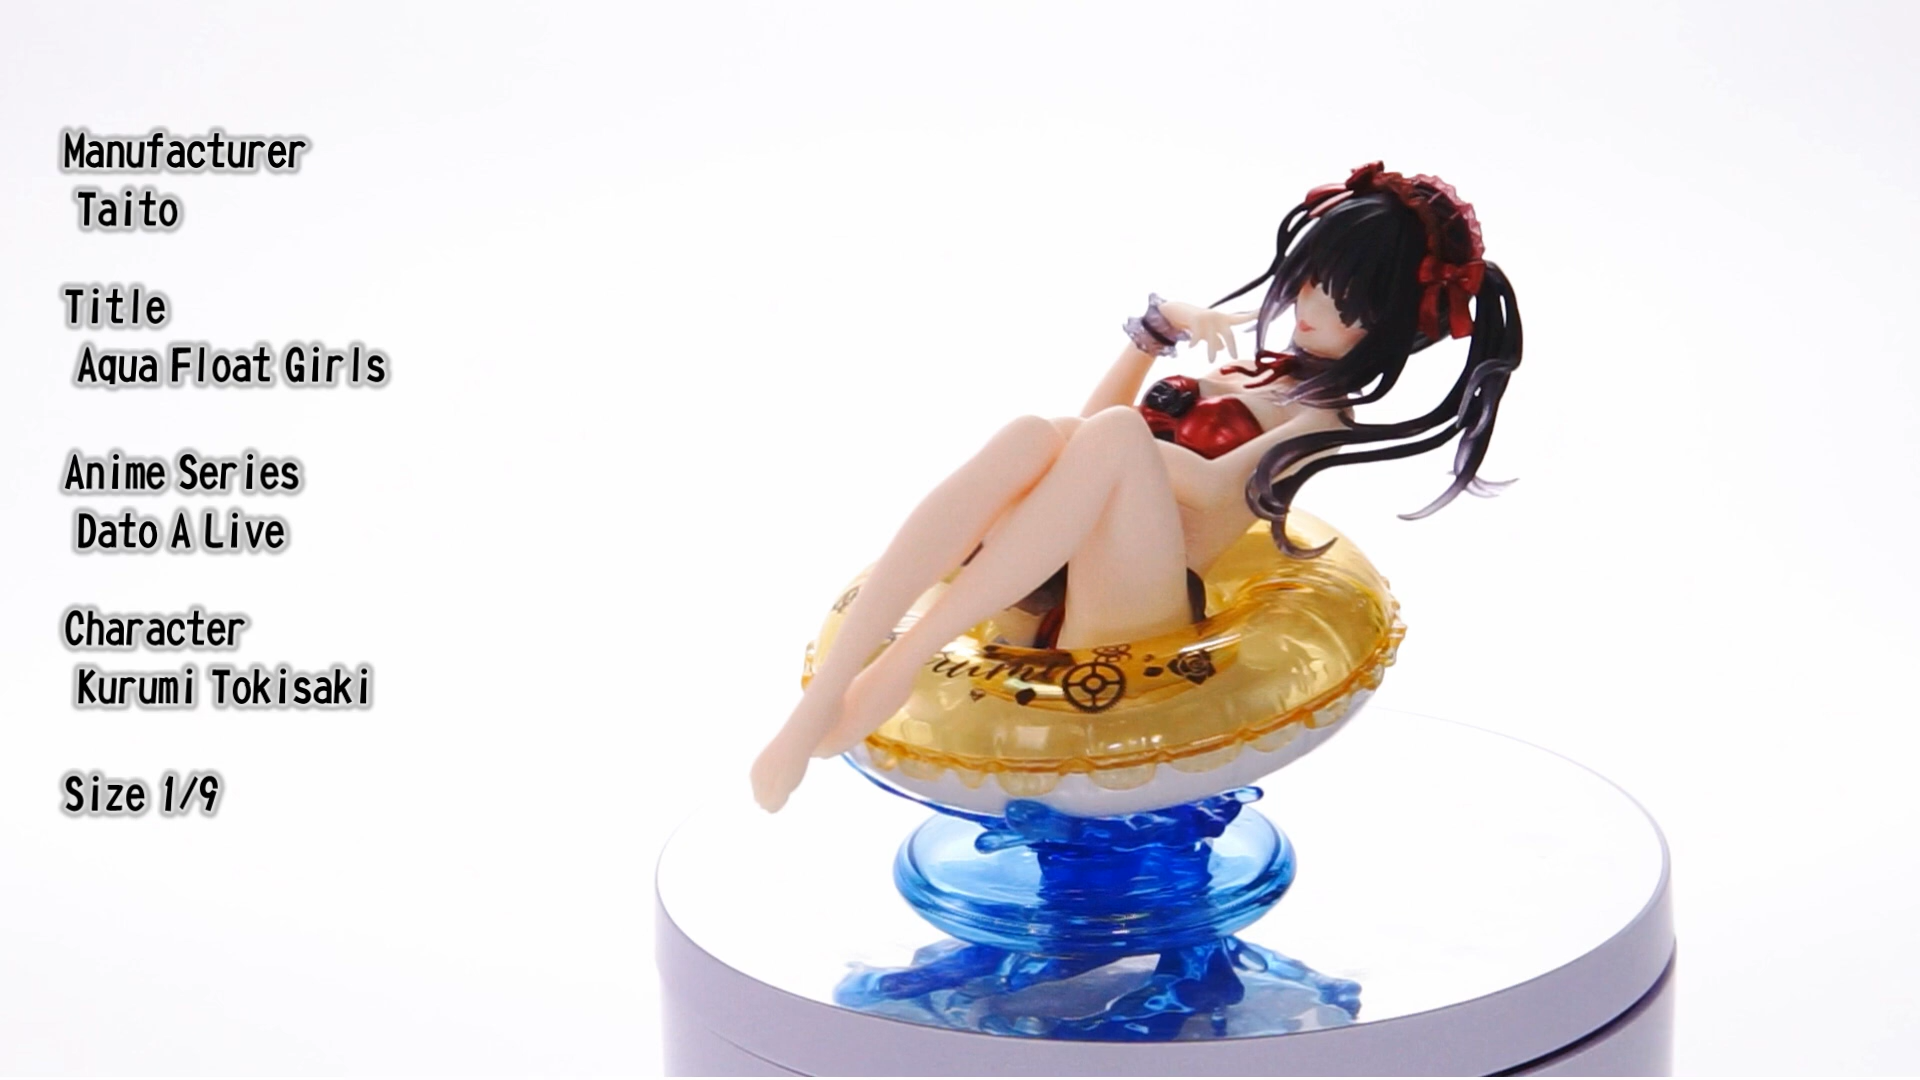 Manufacturer
Taito
Title
Aqua Float Girls
Anime Series
Dato A Live
Character
Kurumi Tokisaki
Size 1/9